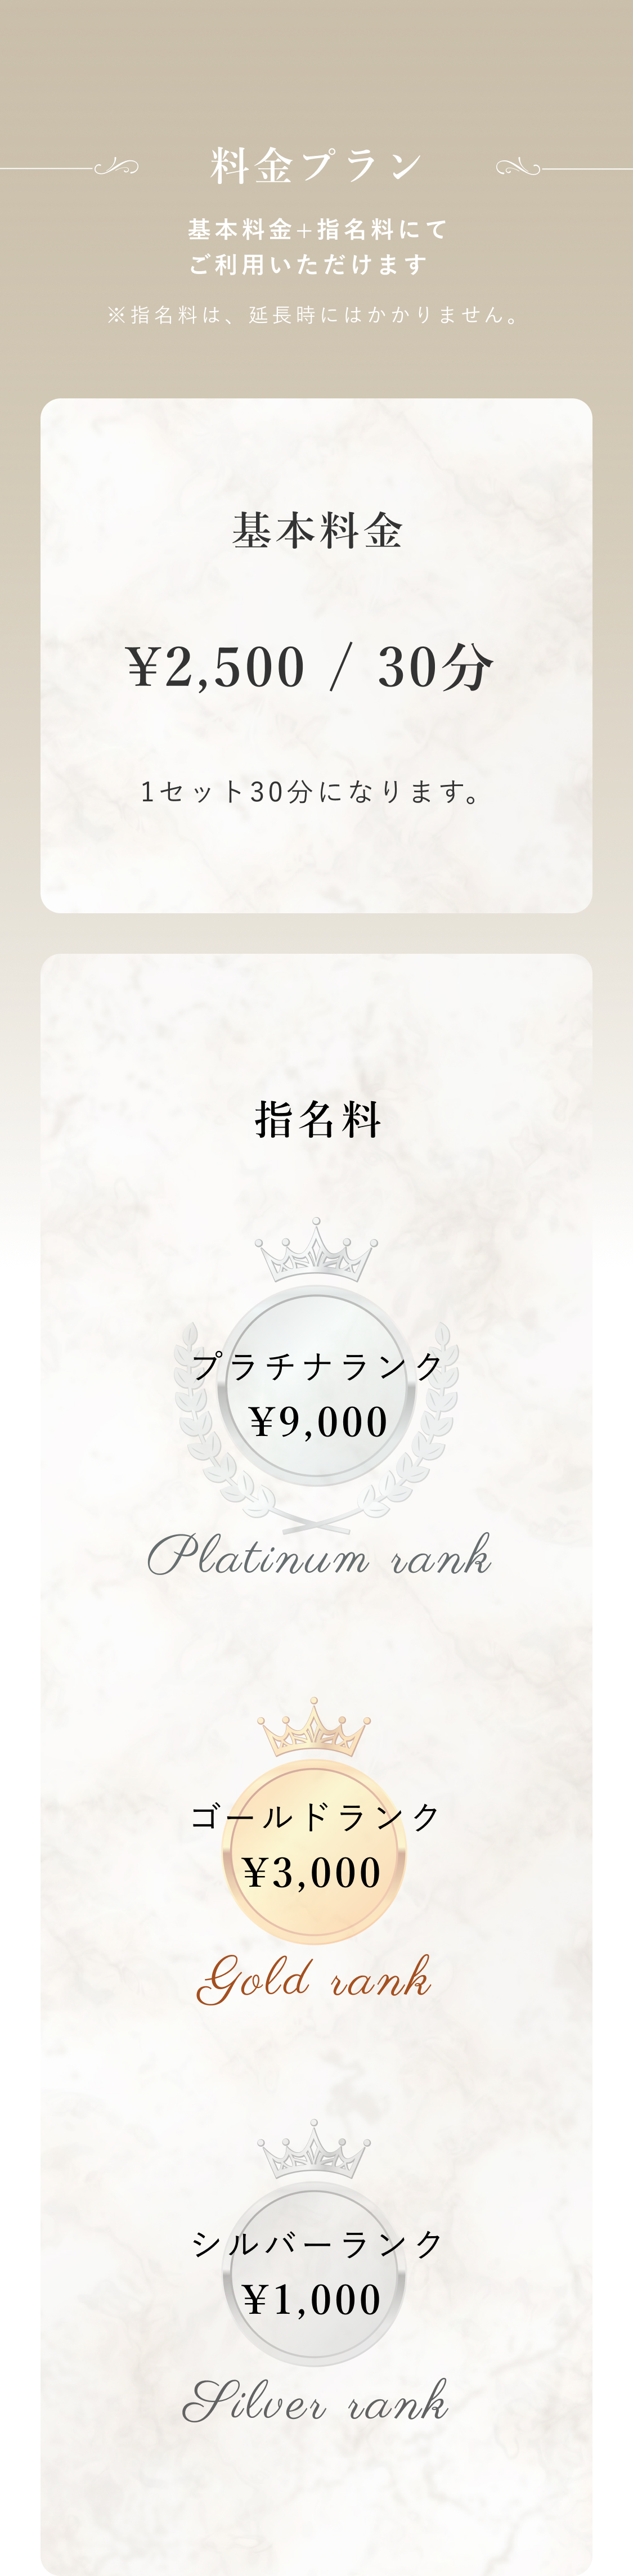 料金プラン
基本料金+指名料にて
ご利用いただけます
※指名料は、延長時にはかかりません。
基本料金
¥2,500 / 30分
1セット30分になります。
指名料
プラチナランク
¥9,000
Platinum rank
ゴールドランク
¥3,000
Gold rank
シルバーランク
¥1,000
Silver rank